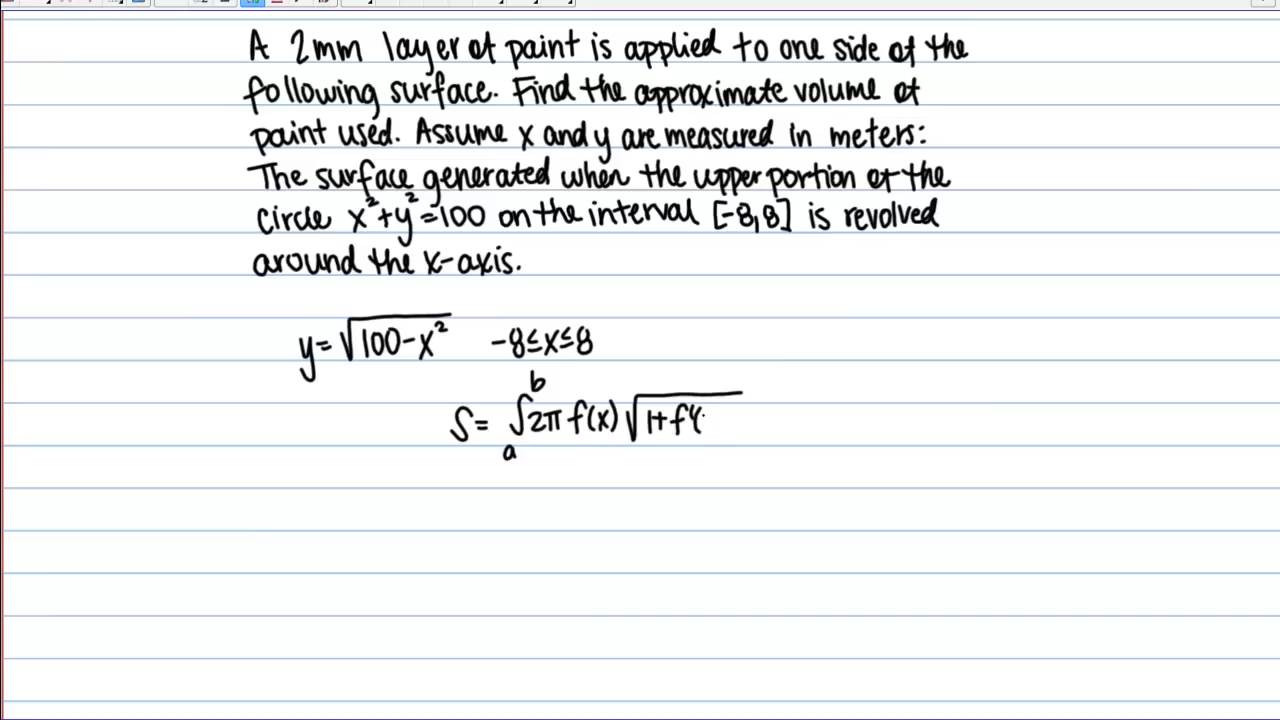 A 2mm layer of paint is applied to one side of the
following surface. Find the approximate volume of
paint used. Assume x and y are measured in meters:
The surface generated when the upper portion of the
circle x²+y²=100 on the interval [-8,8] is revolved
around the x-axis.
y=√100-x² -8≤x≤8
S= ∫ₐᵇ 2π f(x) √1+f'(